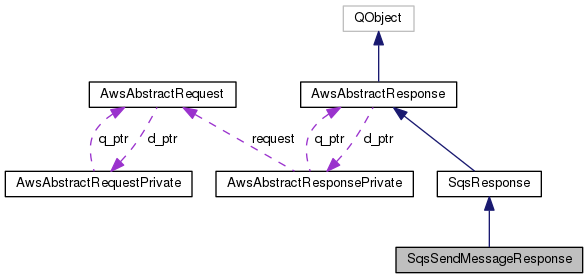 QObject
AwsAbstractRequest
AwsAbstractResponse
q_ptr
d_ptr
request
q_ptr
d_ptr
AwsAbstractRequestPrivate
AwsAbstractResponsePrivate
SqsResponse
SqsSendMessageResponse